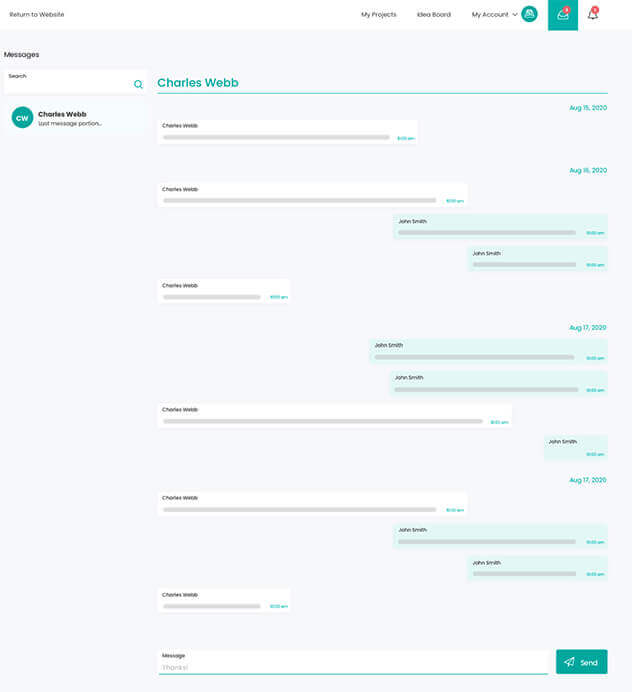 Return to Website
My Projects
Idea Board
My Account
Messages
Search
CW
Charles Webb
Last message portion...
Charles Webb
Aug 15, 2020
Charles Webb
10:00 am
Aug 16, 2020
Charles Webb
10:00 am
John Smith
10:00 am
John Smith
10:00 am
Charles Webb
10:00 am
Aug 17, 2020
John Smith
10:00 am
John Smith
10:00 am
Charles Webb
10:00 am
John Smith
10:00 am
Aug 17, 2020
Charles Webb
10:00 am
John Smith
10:00 am
John Smith
10:00 am
Charles Webb
10:00 am
Message
Thanks!
Send